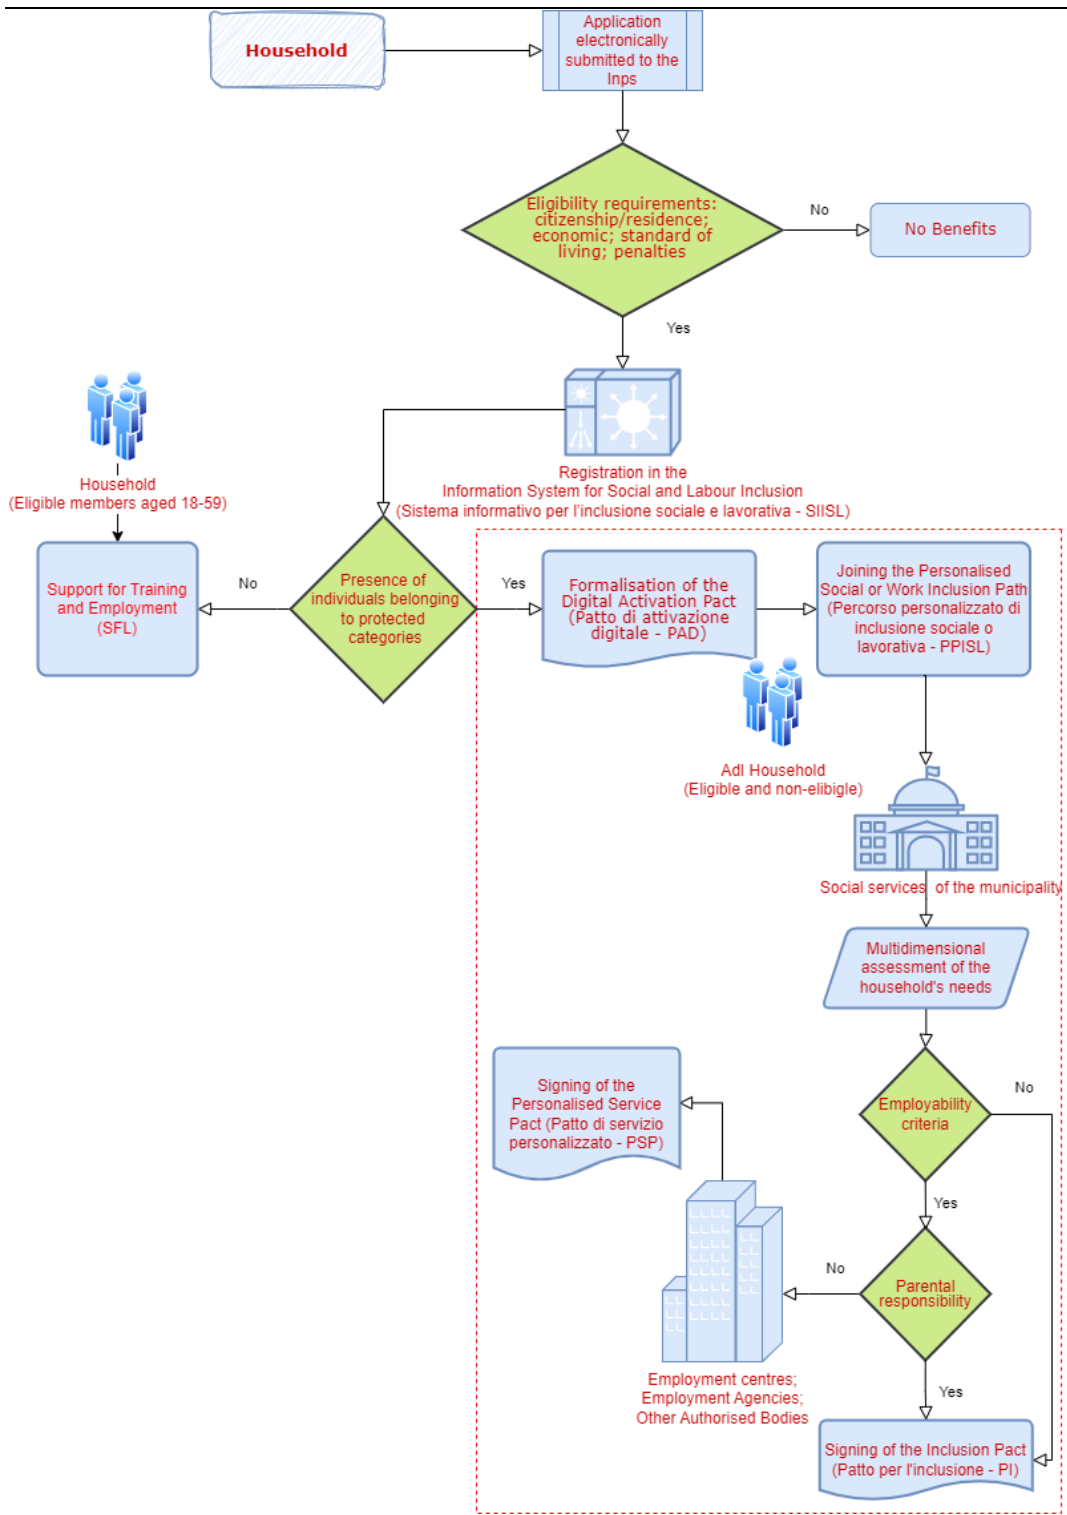 Household
Application
electronically
submitted to the
Inps
Eligibility requirements:
citizenship/residence;
economic; standard of
living; penalties
No
No Benefits
Yes
Registration in the
Information System for Social and Labour Inclusion
(Sistema informativo per l'inclusione sociale e lavorativa - SIISL)
Household
(Eligible members aged 18-59)
Support for Training
and Employment
(SFL)
No
Presence of
individuals belonging
to protected
categories
Yes
Formalisation of the
Digital Activation Pact
(Patto di attivazione
digitale - PAD)
Joining the Personalised
Social or Work Inclusion Path
(Percorso personalizzato di
inclusione sociale o
lavorativa - PPISL)
AdI Household
(Eligible and non-elibigle)
Social services of the municipality
Multidimensional
assessment of the
household's needs
Employability
criteria
No
Yes
Signing of the
Personalised Service
Pact (Patto di servizio
personalizzato - PSP)
Parental
responsibility
No
Employment centres;
Employment Agencies;
Other Authorised Bodies
Yes
Signing of the Inclusion Pact
(Patto per l'inclusione - PI)